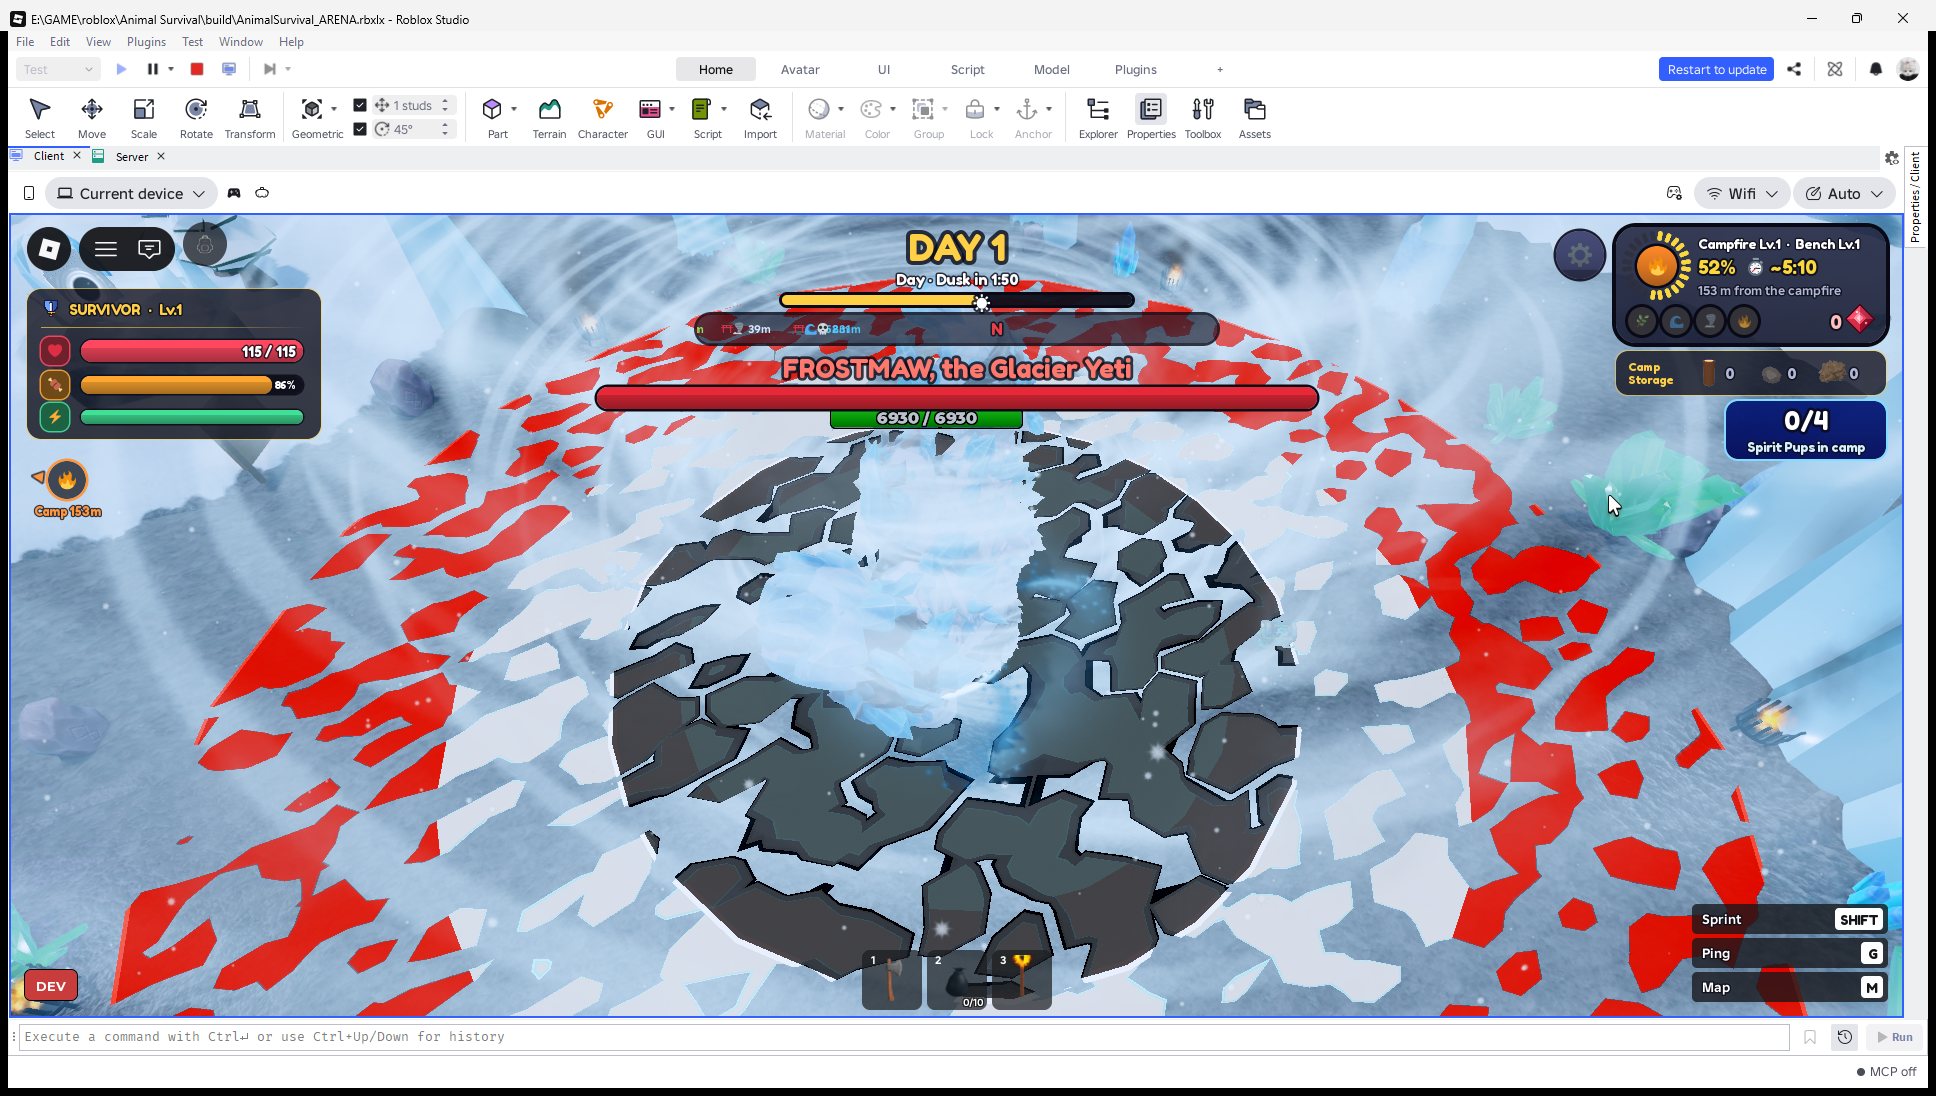 E:\GAME\roblox\Animal Survival\build\AnimalSurvival_ARENA.rbxlx - Roblox Studio
File Edit View Plugins Test Window Help
Test
Home Avatar UI Script Model Plugins +
Restart to update
Select Move Scale Rotate Transform Geometric
1 studs
45°
Part Terrain Character GUI Script Import Material Color Group Lock Anchor Explorer Properties Toolbox Assets
Client Server
Properties / Client
Current device
Wifi
Auto
DAY 1
Day · Dusk in 1:50
39m
N
FROSTMAW, the Glacier Yeti
6930 / 6930
SURVIVOR · Lv.1
115 / 115
86%
Camp 153m
Campfire Lv.1 · Bench Lv.1
52% ~5:10
153 m from the campfire
0
Camp Storage
0 0 0
0/4
Spirit Pups in camp
Sprint SHIFT
Ping G
Map M
DEV
1 2 3
0/10
Execute a command with Ctrl↵ or use Ctrl+Up/Down for history
Run
MCP off